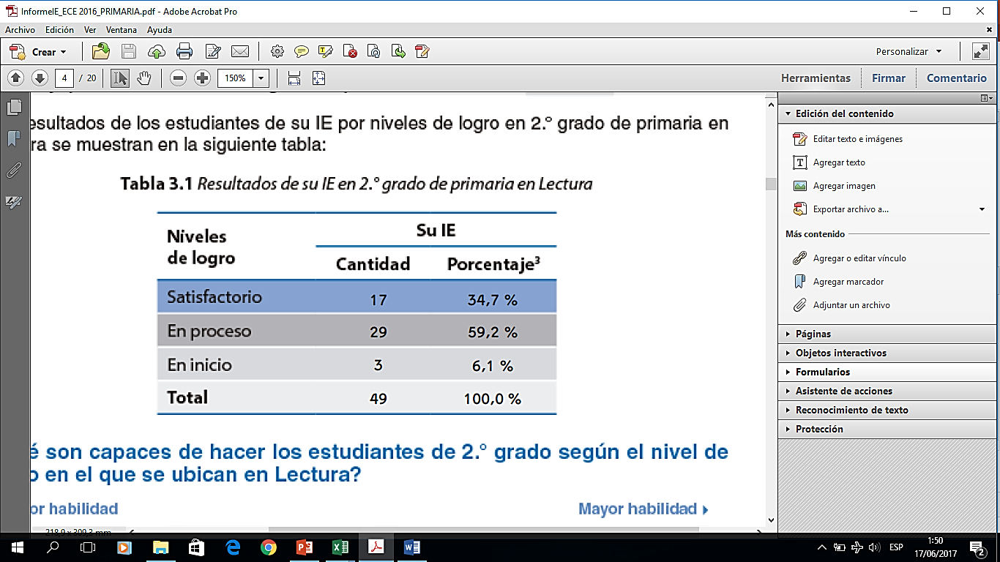 InformeIE_ECE 2016_PRIMARIA.pdf - Adobe Acrobat Pro
Archivo Edición Ver Ventana Ayuda
Crear
Personalizar
4 / 20
150%
Herramientas Firmar Comentario
esultados de los estudiantes de su IE por niveles de logro en 2.° grado de primaria en
ra se muestran en la siguiente tabla:
Tabla 3.1 Resultados de su IE en 2.° grado de primaria en Lectura
Niveles de logro
Su IE
Cantidad Porcentaje³
Satisfactorio 17 34,7 %
En proceso 29 59,2 %
En inicio 3 6,1 %
Total 49 100,0 %
é son capaces de hacer los estudiantes de 2.° grado según el nivel de
o en el que se ubican en Lectura?
or habilidad Mayor habilidad
218,9 x 309,3 mm
Edición del contenido
Editar texto e imágenes
Agregar texto
Agregar imagen
Exportar archivo a...
Más contenido
Agregar o editar vínculo
Agregar marcador
Adjuntar un archivo
Páginas
Objetos interactivos
Formularios
Asistente de acciones
Reconocimiento de texto
Protección
ESP
1:50
17/06/2017
2